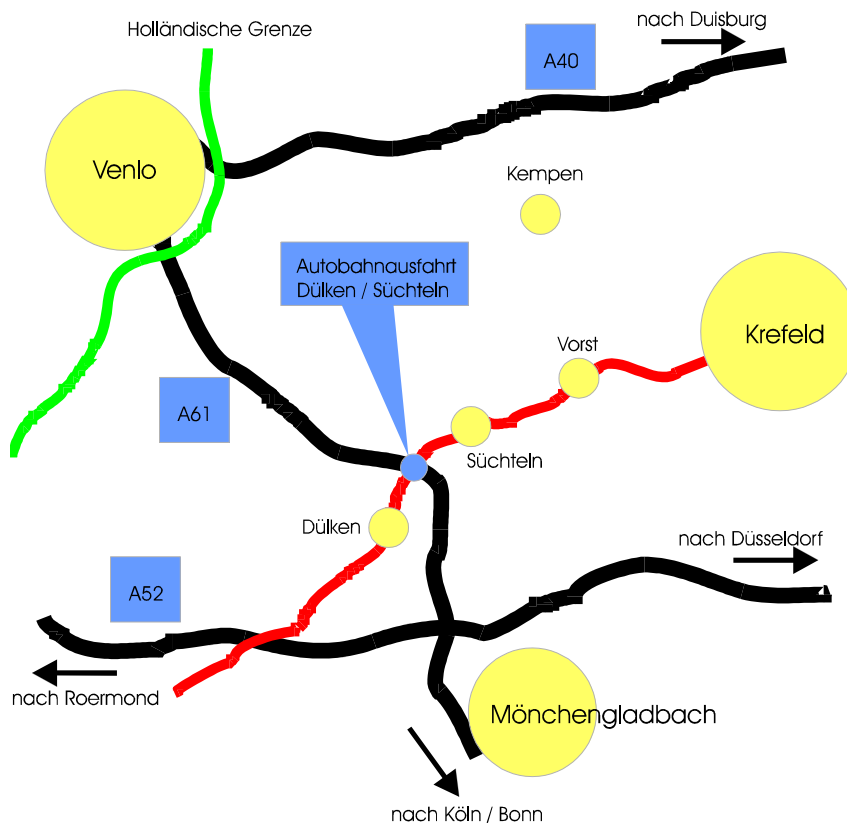 nach Duisburg
Holländische Grenze
A40
Venlo
Kempen
Autobahnausfahrt
Dülken / Süchteln
Krefeld
Vorst
A61
Süchteln
Dülken
nach Düsseldorf
A52
nach Roermond
Mönchengladbach
nach Köln / Bonn